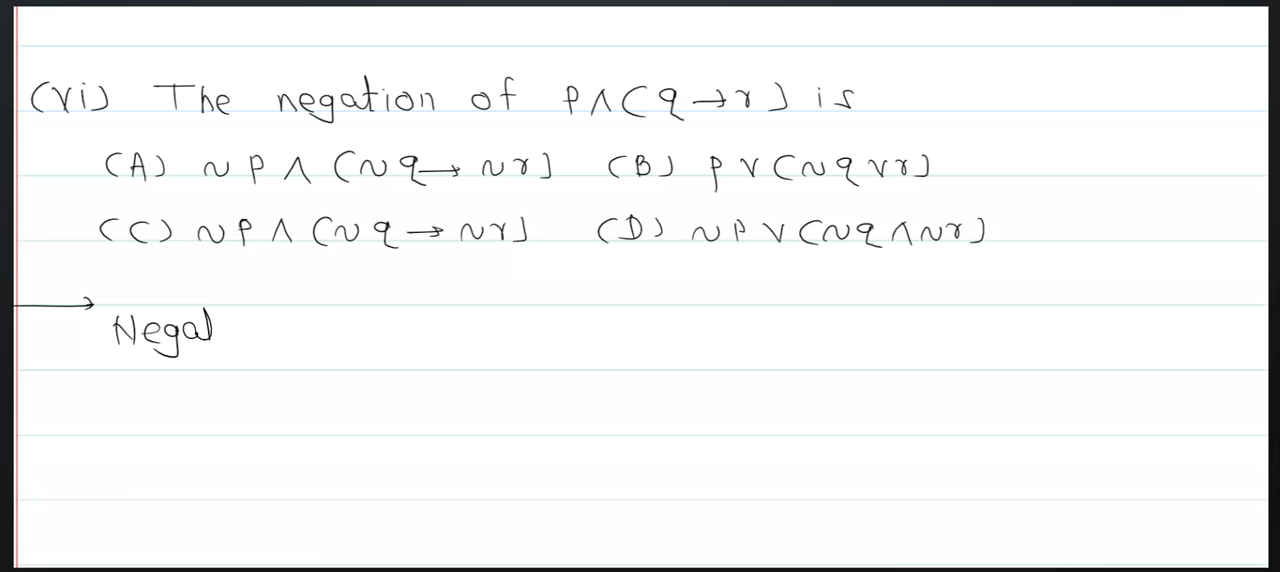 (vi) The negation of p∧(q→r) is
(A) ~p∧(~q→~r) (B) p∨(~q∨r)
(C) ~p∧(~q→~r) (D) ~p∨(~q∧~r)
→ Negal